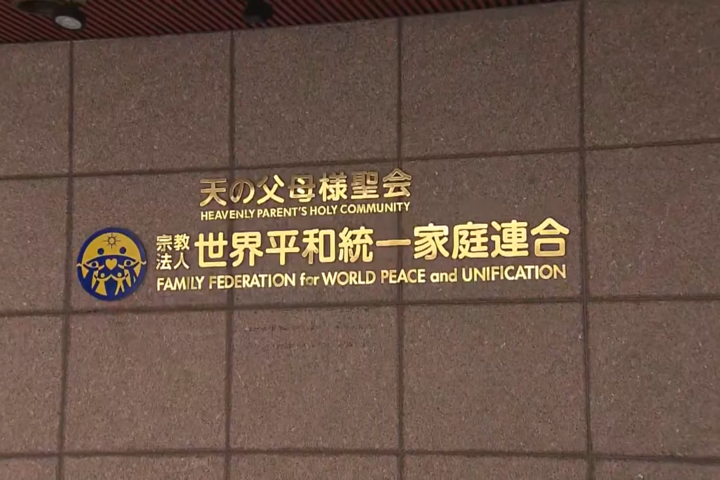 天の父母様聖会
HEAVENLY PARENT'S HOLY COMMUNITY
宗教法人 世界平和統一家庭連合
FAMILY FEDERATION for WORLD PEACE and UNIFICATION